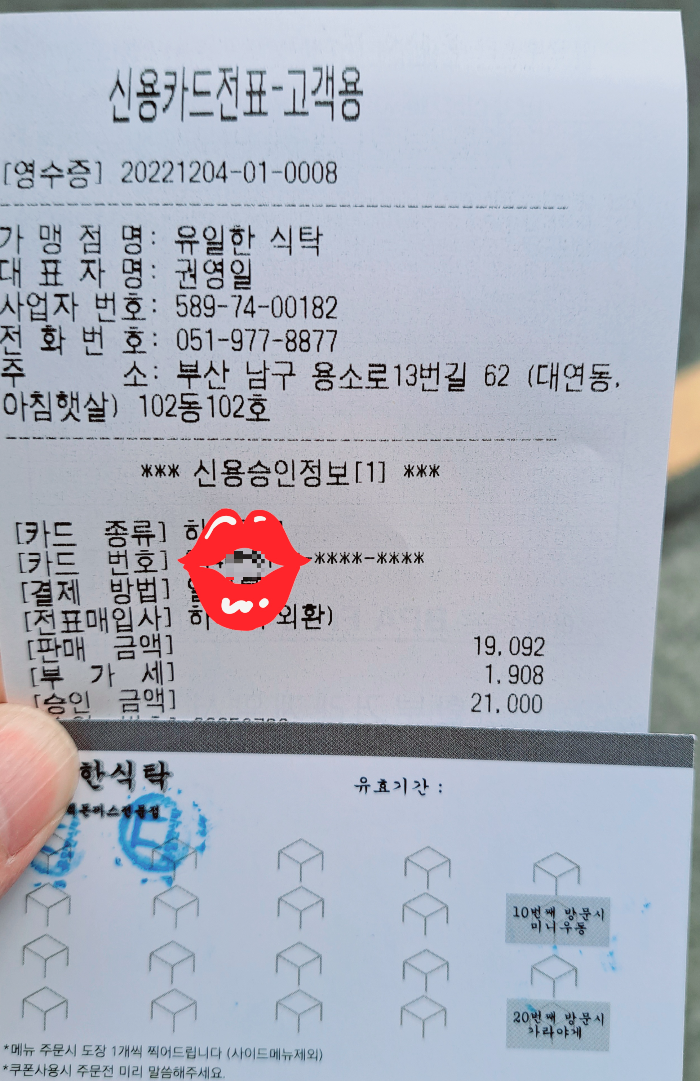 신용카드전표-고객용
[영수증] 20221204-01-0008
가 맹 점 명: 유일한 식탁
대 표 자 명: 권영일
사업자 번호: 589-74-00182
전 화 번 호: 051-977-8877
주 소: 부산 남구 용소로13번길 62 (대연동,
아침햇살) 102동102호
*** 신용승인정보[1] ***
[카드 종류] 하
[카드 번호] -****-****
[결제 방법]
[전표매입사] 하 외환)
[판매 금액] 19,092
[부 가 세] 1,908
[승인 금액] 21,000
한식탁
유효기간 :
10번째 방문시
미니우동
20번째 방문시
가라아게
*메뉴 주문시 도장 1개씩 찍어드립니다 (사이드메뉴제외)
*쿠폰사용시 주문전 미리 말씀해주세요.